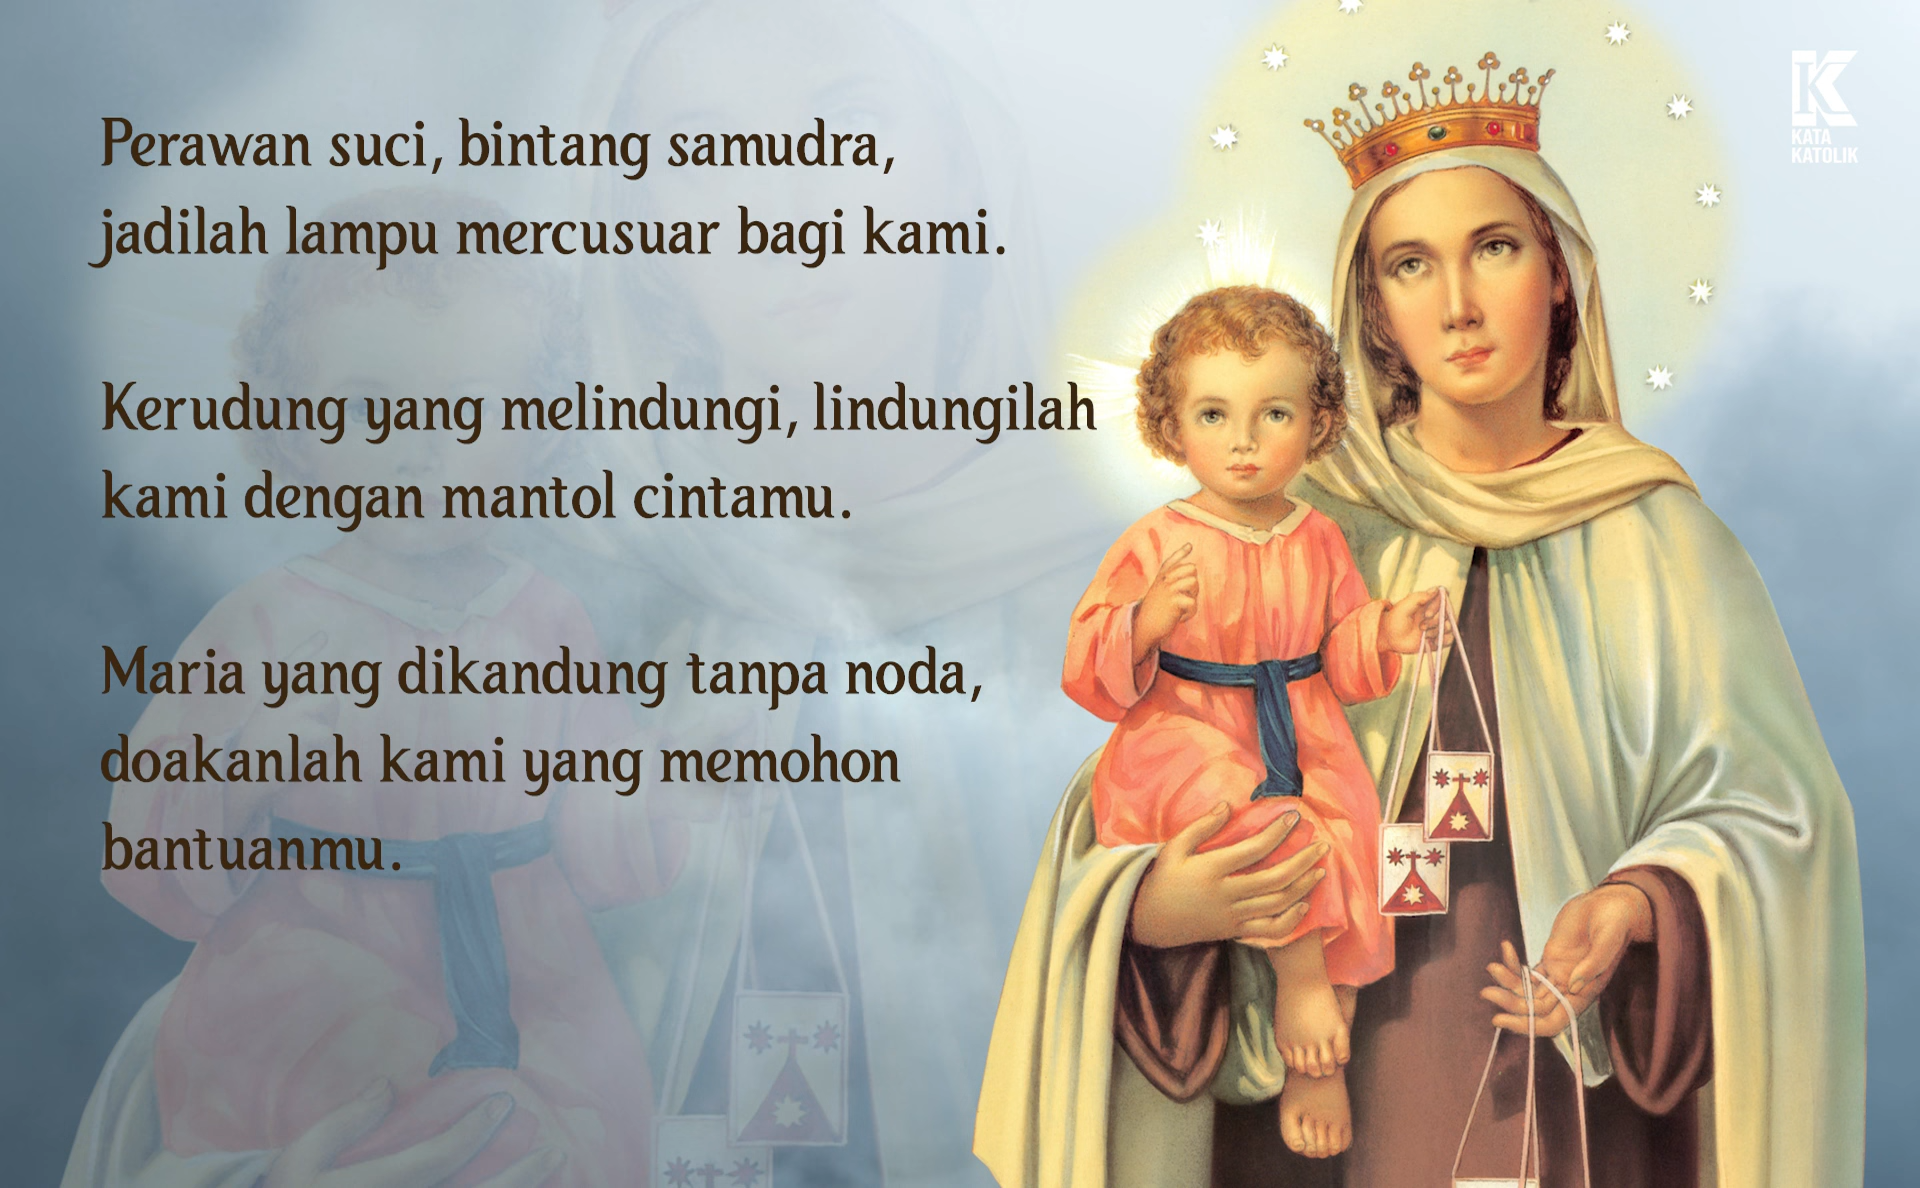 Perawan suci, bintang samudra,
jadilah lampu mercusuar bagi kami.
Kerudung yang melindungi, lindungilah
kami dengan mantol cintamu.
Maria yang dikandung tanpa noda,
doakanlah kami yang memohon
bantuanmu.
K
KATA
KATOLIK